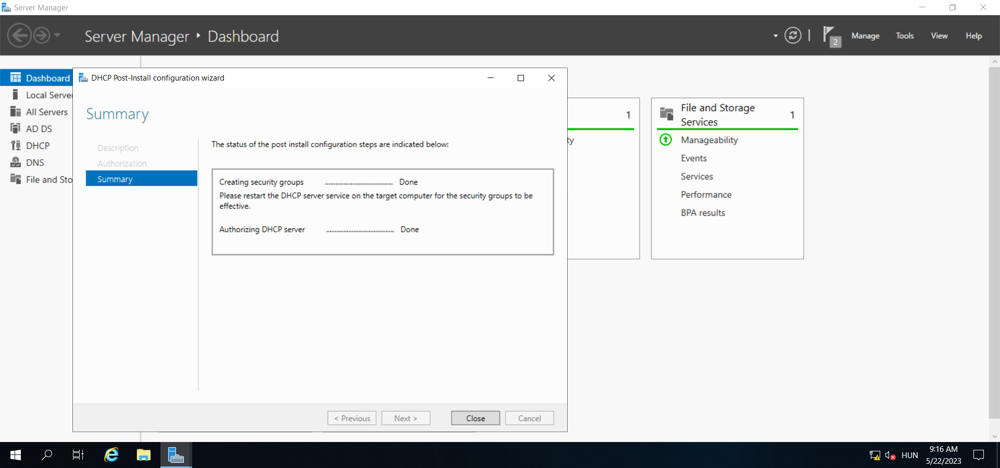 Server Manager
Server Manager ‣ Dashboard
2
Manage
Tools
View
Help
Dashboard
Local Server
All Servers
AD DS
DHCP
DNS
File and Sto
DHCP Post-Install configuration wizard
Summary
Description
Authorization
Summary
The status of the post install configuration steps are indicated below:
Creating security groups ........................................ Done
Please restart the DHCP server service on the target computer for the security groups to be
effective.
Authorizing DHCP server ........................................ Done
< Previous
Next >
Close
Cancel
1
ty
File and Storage
Services
1
Manageability
Events
Services
Performance
BPA results
HUN
9:16 AM
5/22/2023